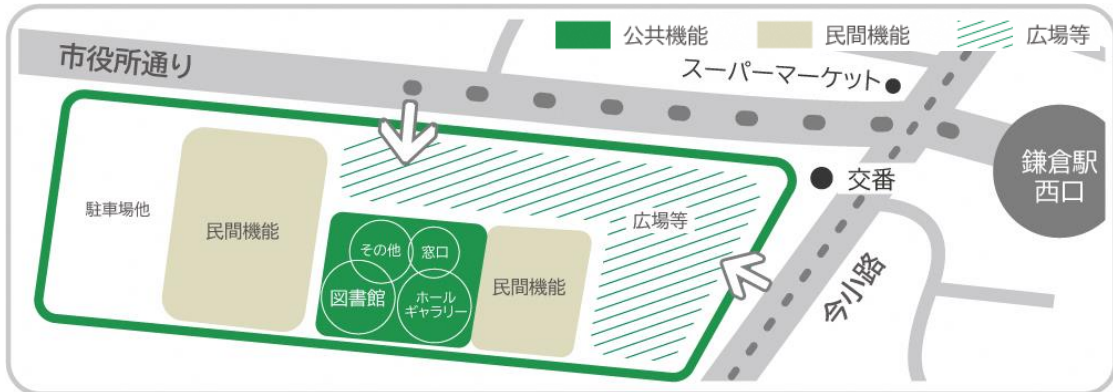 公共機能
民間機能
広場等
市役所通り
スーパーマーケット
鎌倉駅
西口
交番
駐車場他
民間機能
広場等
その他
窓口
図書館
ホール
ギャラリー
民間機能
今小路